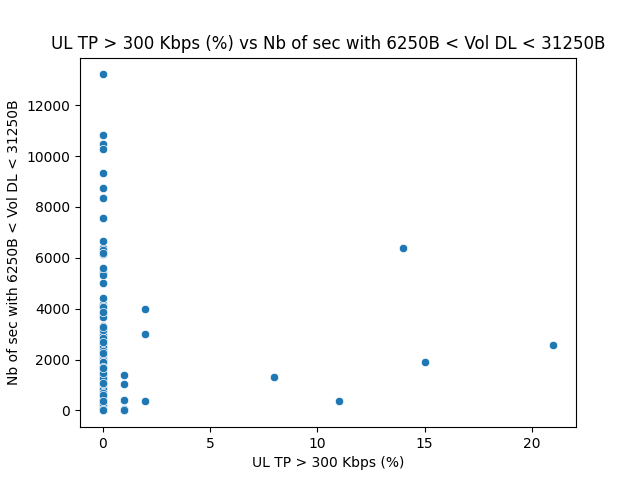 UL TP > 300 Kbps (%) vs Nb of sec with 6250B < Vol DL < 31250B
Nb of sec with 6250B < Vol DL < 31250B
12000
10000
8000
6000
4000
2000
0
0 5 10 15 20
UL TP > 300 Kbps (%)